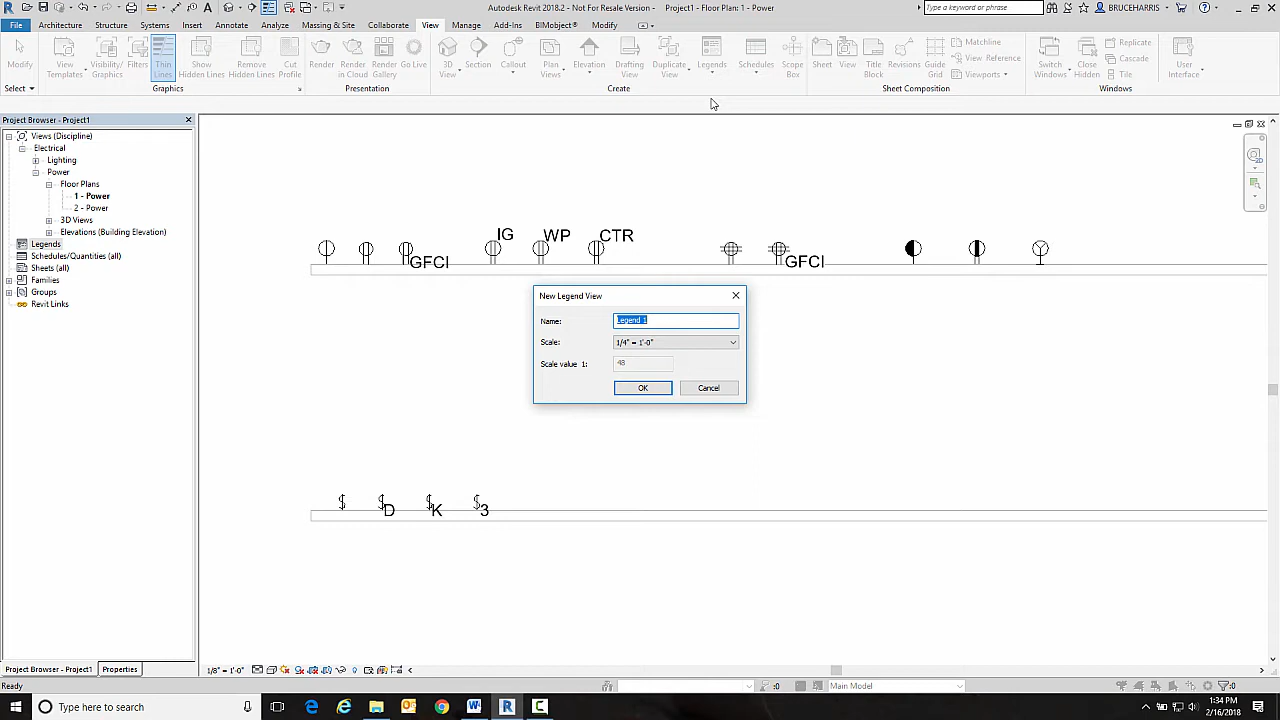 Autodesk Revit 2018.2 - Not For Resale Version - Project1 - Floor Plan: 1 - Power
Type a keyword or phrase
BRUCEHARRIS
File Architecture Structure Systems Insert Annotate Analyze Massing & Site Collaborate View Manage Add-Ins BIMobject® Modify
Modify
View Templates
Visibility/ Graphics
Filters
Thin Lines
Show Hidden Lines
Remove Hidden Lines
Cut Profile
Render
Render in Cloud
Render Gallery
Go Live
3D View
Section
Callout
Plan Views
Elevation
Drafting View
Duplicate View
Legends
Schedules
Scope Box
Sheet
View
Title Block
Revisions
Guide Grid
Matchline
View Reference
Viewports
Switch Windows
Close Hidden
Replicate
Cascade
Tile
User Interface
Select Graphics Presentation Create Sheet Composition Windows
Project Browser - Project1
Views (Discipline)
Electrical
Lighting
Power
Floor Plans
1 - Power
2 - Power
3D Views
Elevations (Building Elevation)
Legends
Schedules/Quantities (all)
Sheets (all)
Families
Groups
Revit Links
2D
IG WP CTR
GFCI GFCI
New Legend View
Name: Legend 1
Scale: 1/4" = 1'-0"
Scale value 1: 48
OK Cancel
$ $D $K $3
Project Browser - Project1 Properties
1/8" = 1'-0"
Ready
:0
Main Model
:0
Type here to search
1:34 PM
2/16/2018